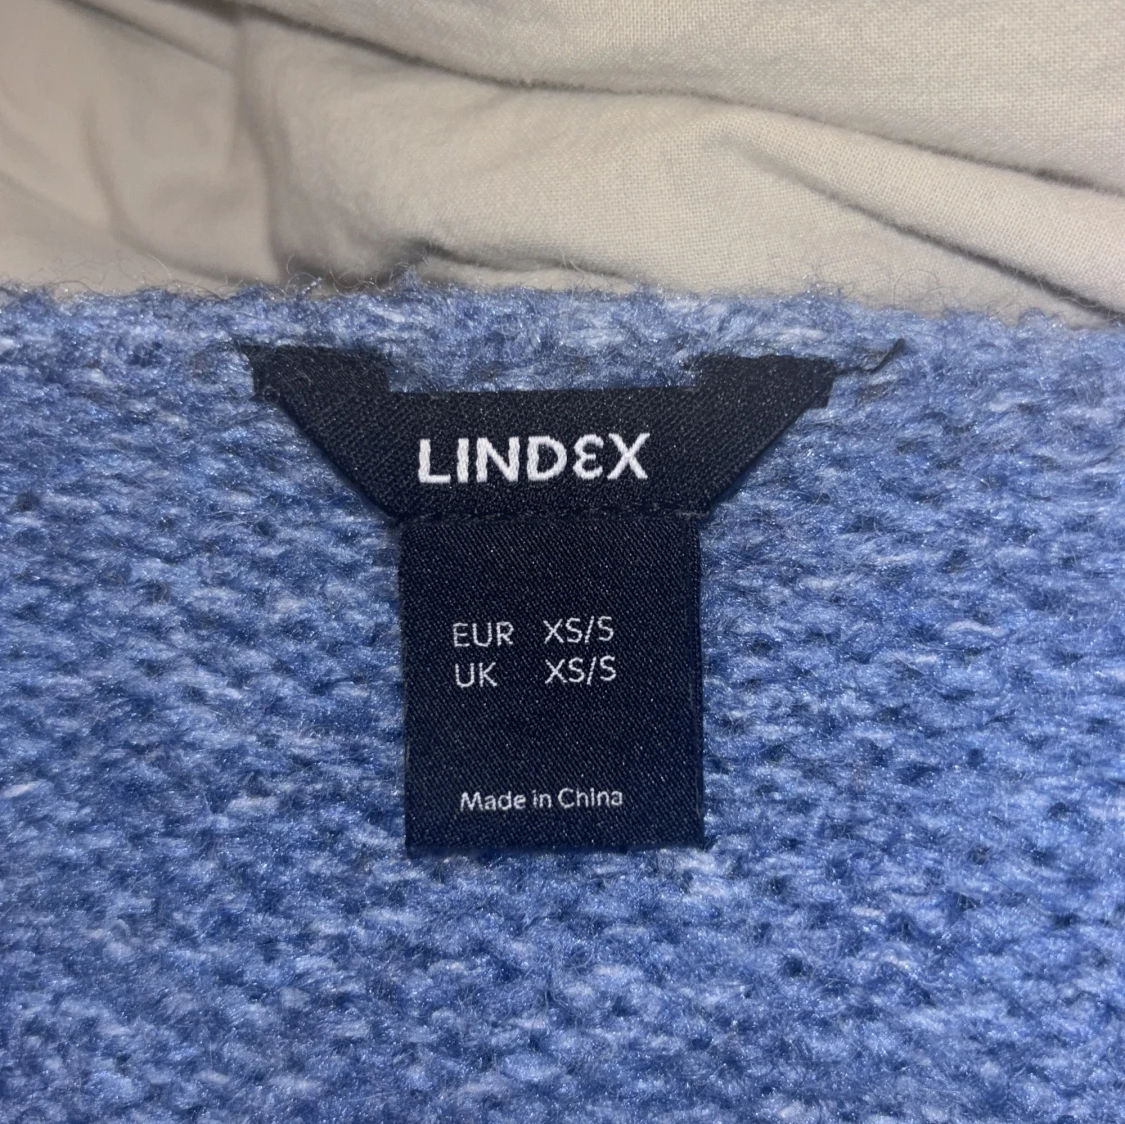 LINDEX
EUR XS/S
UK XS/S
Made in China